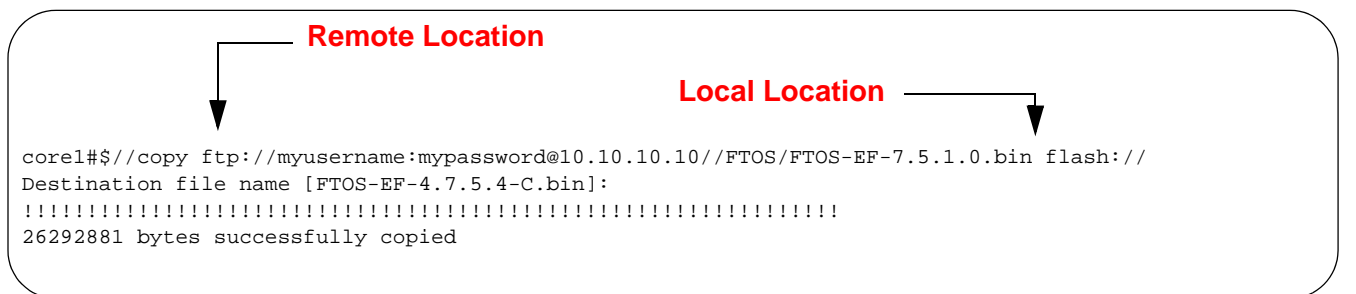 Remote Location
Local Location
core1#$//copy ftp://myusername:mypassword@10.10.10.10//FTOS/FTOS-EF-7.5.1.0.bin flash://
Destination file name [FTOS-EF-4.7.5.4-C.bin]:
!!!!!!!!!!!!!!!!!!!!!!!!!!!!!!!!!!!!!!!!!!!!!!!!!!!!!!!!!!!!!!!!
26292881 bytes successfully copied